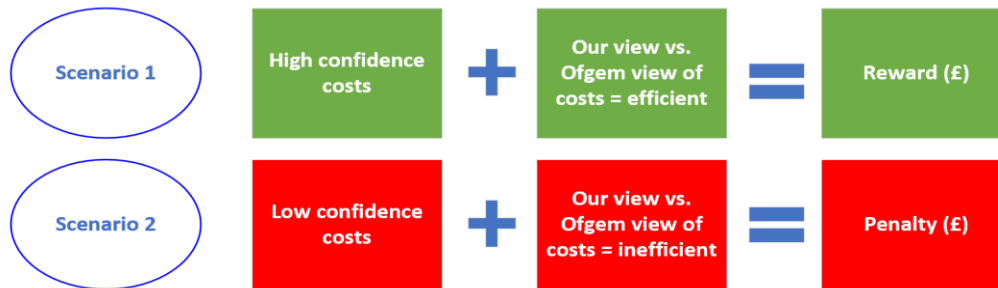 Scenario 1
High confidence
costs
+
Our view vs.
Ofgem view of
costs = efficient
=
Reward (£)
Scenario 2
Low confidence
costs
+
Our view vs.
Ofgem view of
costs = inefficient
=
Penalty (£)